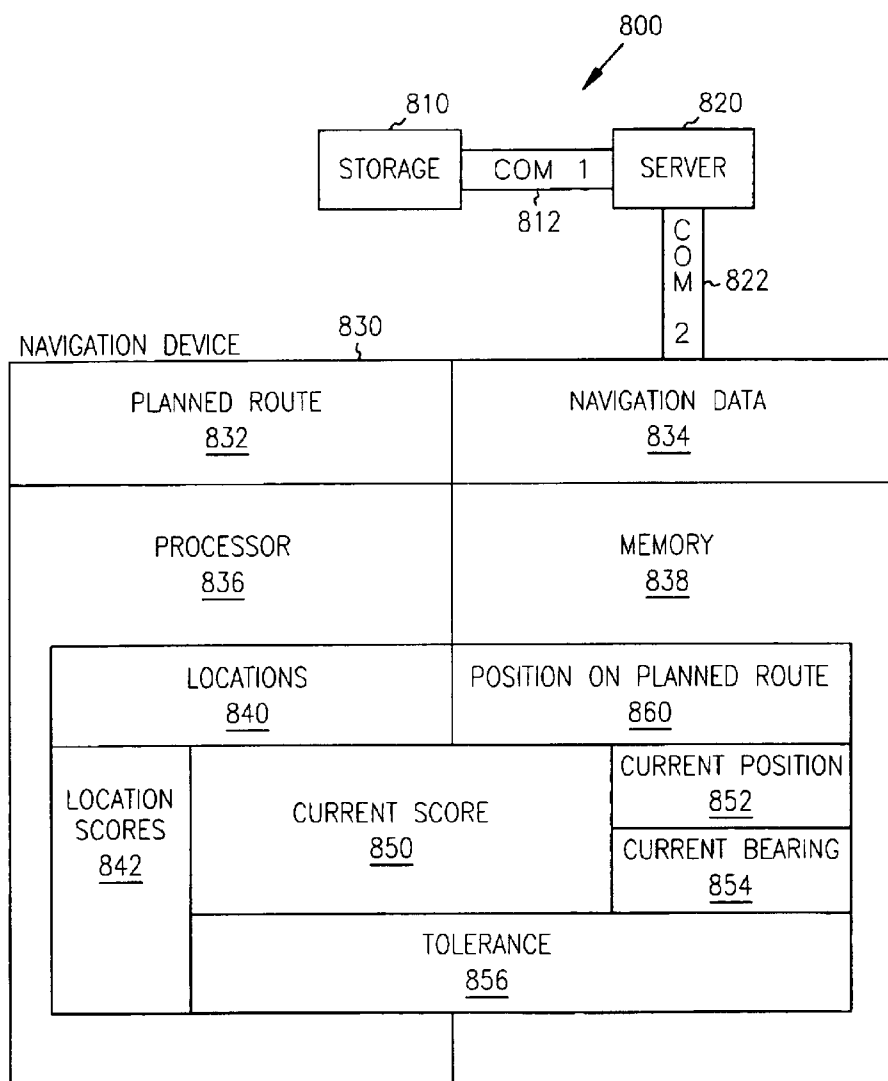 800
810
820
STORAGE
COM 1
SERVER
812
COM 2
822
NAVIGATION DEVICE
830
PLANNED ROUTE
832
NAVIGATION DATA
834
PROCESSOR
836
MEMORY
838
LOCATIONS
840
POSITION ON PLANNED ROUTE
860
LOCATION
SCORES
842
CURRENT SCORE
850
CURRENT POSITION
852
CURRENT BEARING
854
TOLERANCE
856